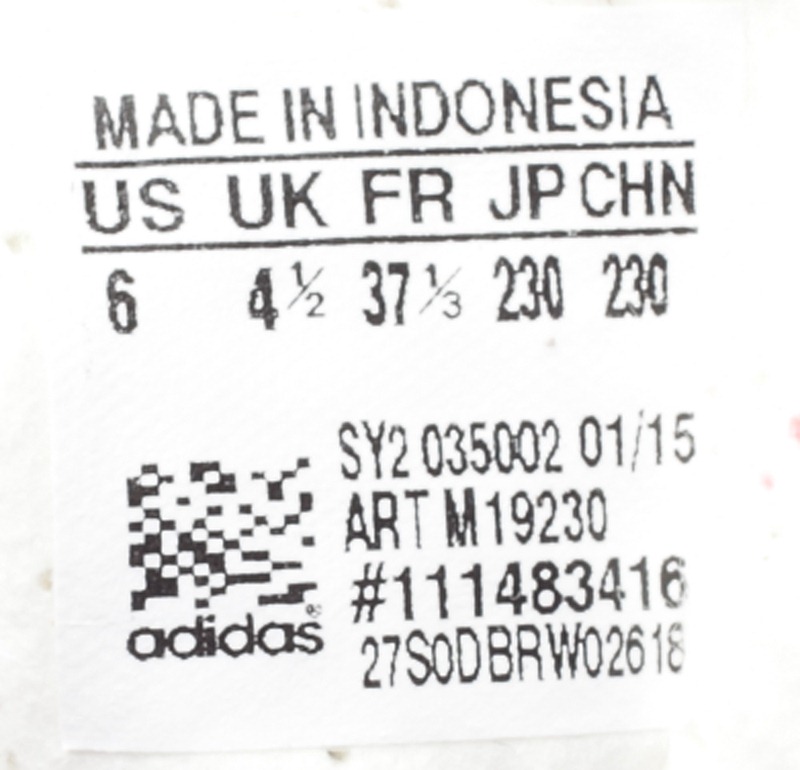 MADE IN INDONESIA
US UK FR JP CHN
6 4½ 37⅓ 230 230
SY2 035002 01/15
ART M19230
#111483416
adidas®
27S0DBRW02618